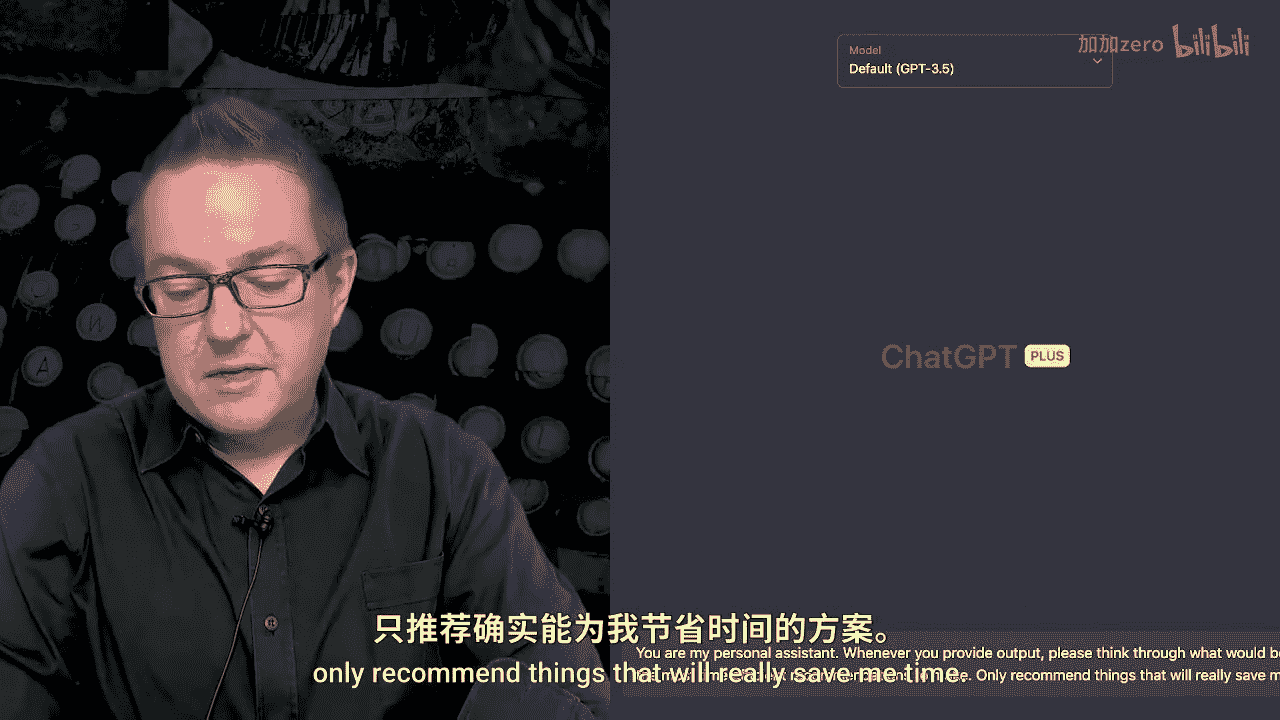 Model
Default (GPT-3.5)
加加zero bilibili
ChatGPT PLUS
只推荐确实能为我节省时间的方案。
You are my personal assistant. Whenever you provide output, please think through what would be
only recommend things that will really save me time.
Only recommend things that will really save m